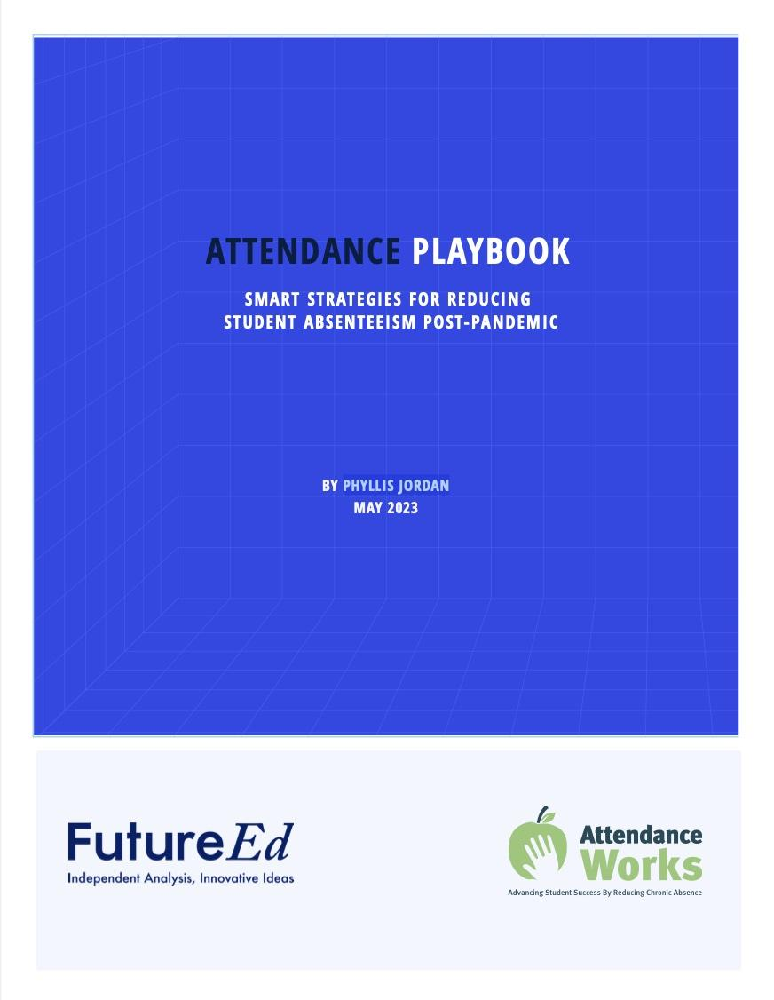 ATTENDANCE PLAYBOOK
SMART STRATEGIES FOR REDUCING
STUDENT ABSENTEEISM POST-PANDEMIC
BY PHYLLIS JORDAN
MAY 2023
FutureEd
Independent Analysis, Innovative Ideas
Attendance
Works
Advancing Student Success By Reducing Chronic Absence